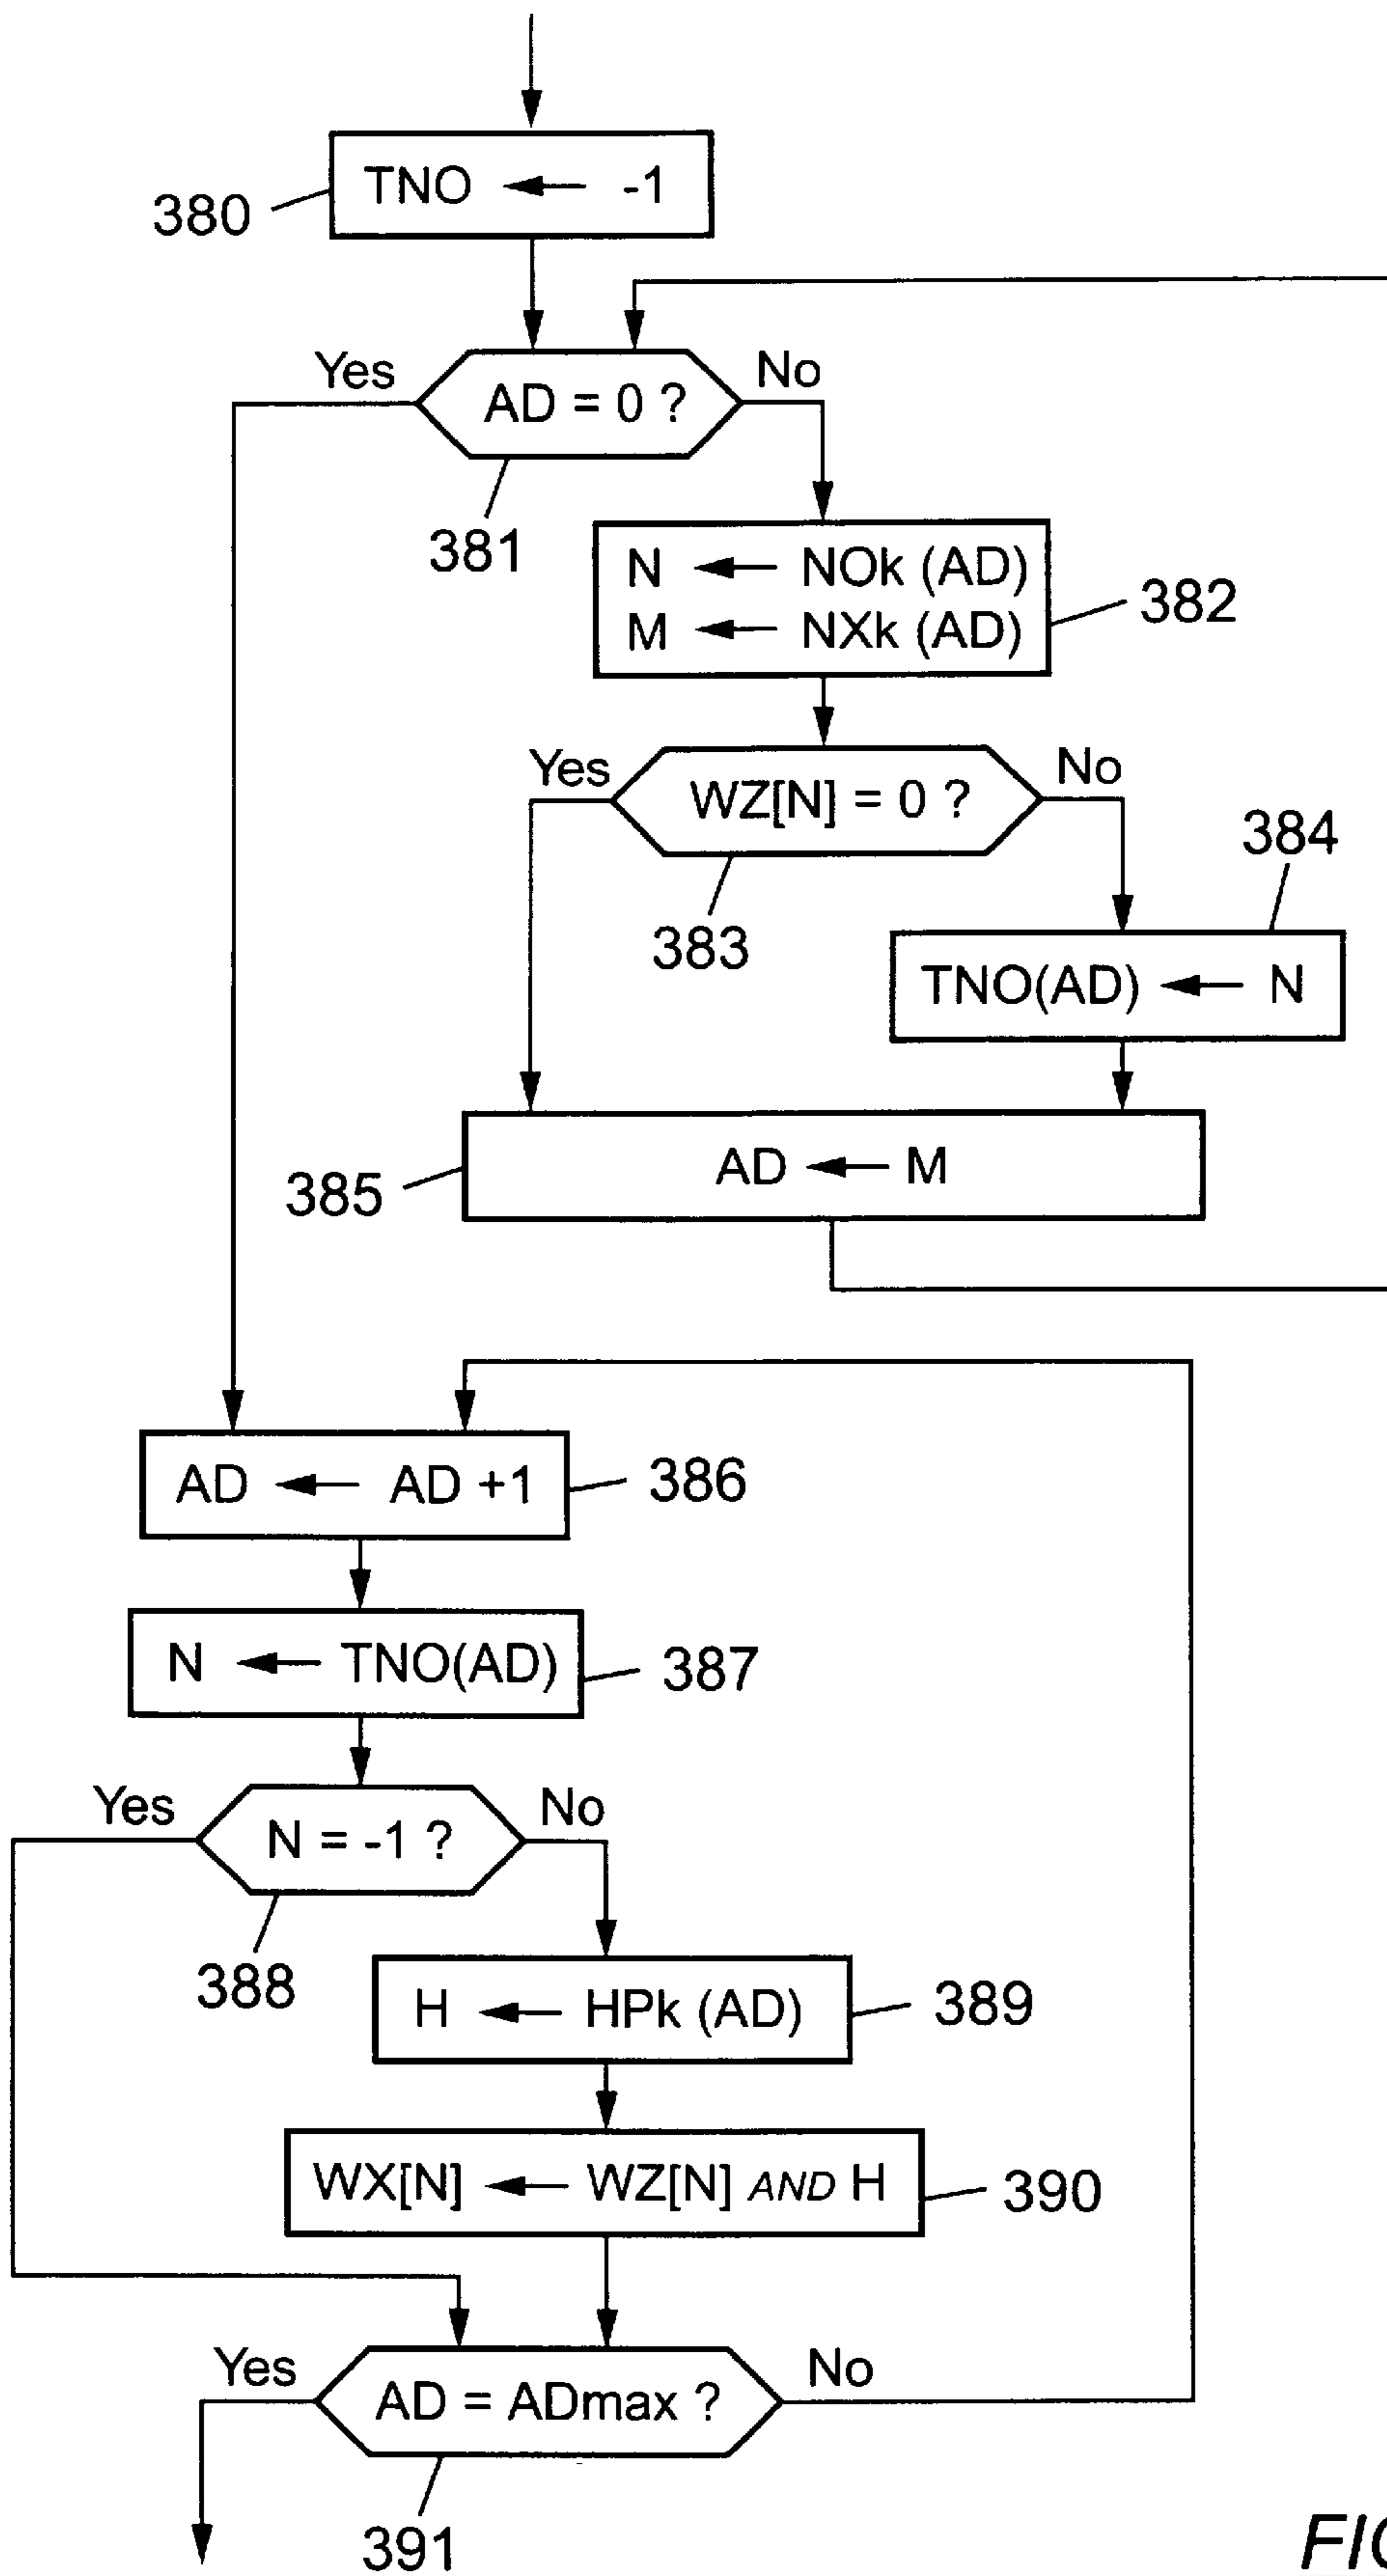 TNO ← -1
380
Yes
AD = 0 ?
No
381
N ← NOk (AD)
M ← NXk (AD)
382
Yes
WZ[N] = 0 ?
No
383
384
TNO(AD) ← N
AD ← M
385
AD ← AD +1
386
N ← TNO(AD)
387
Yes
N = -1 ?
No
388
H ← HPk (AD)
389
WX[N] ← WZ[N] AND H
390
Yes
AD = ADmax ?
No
391